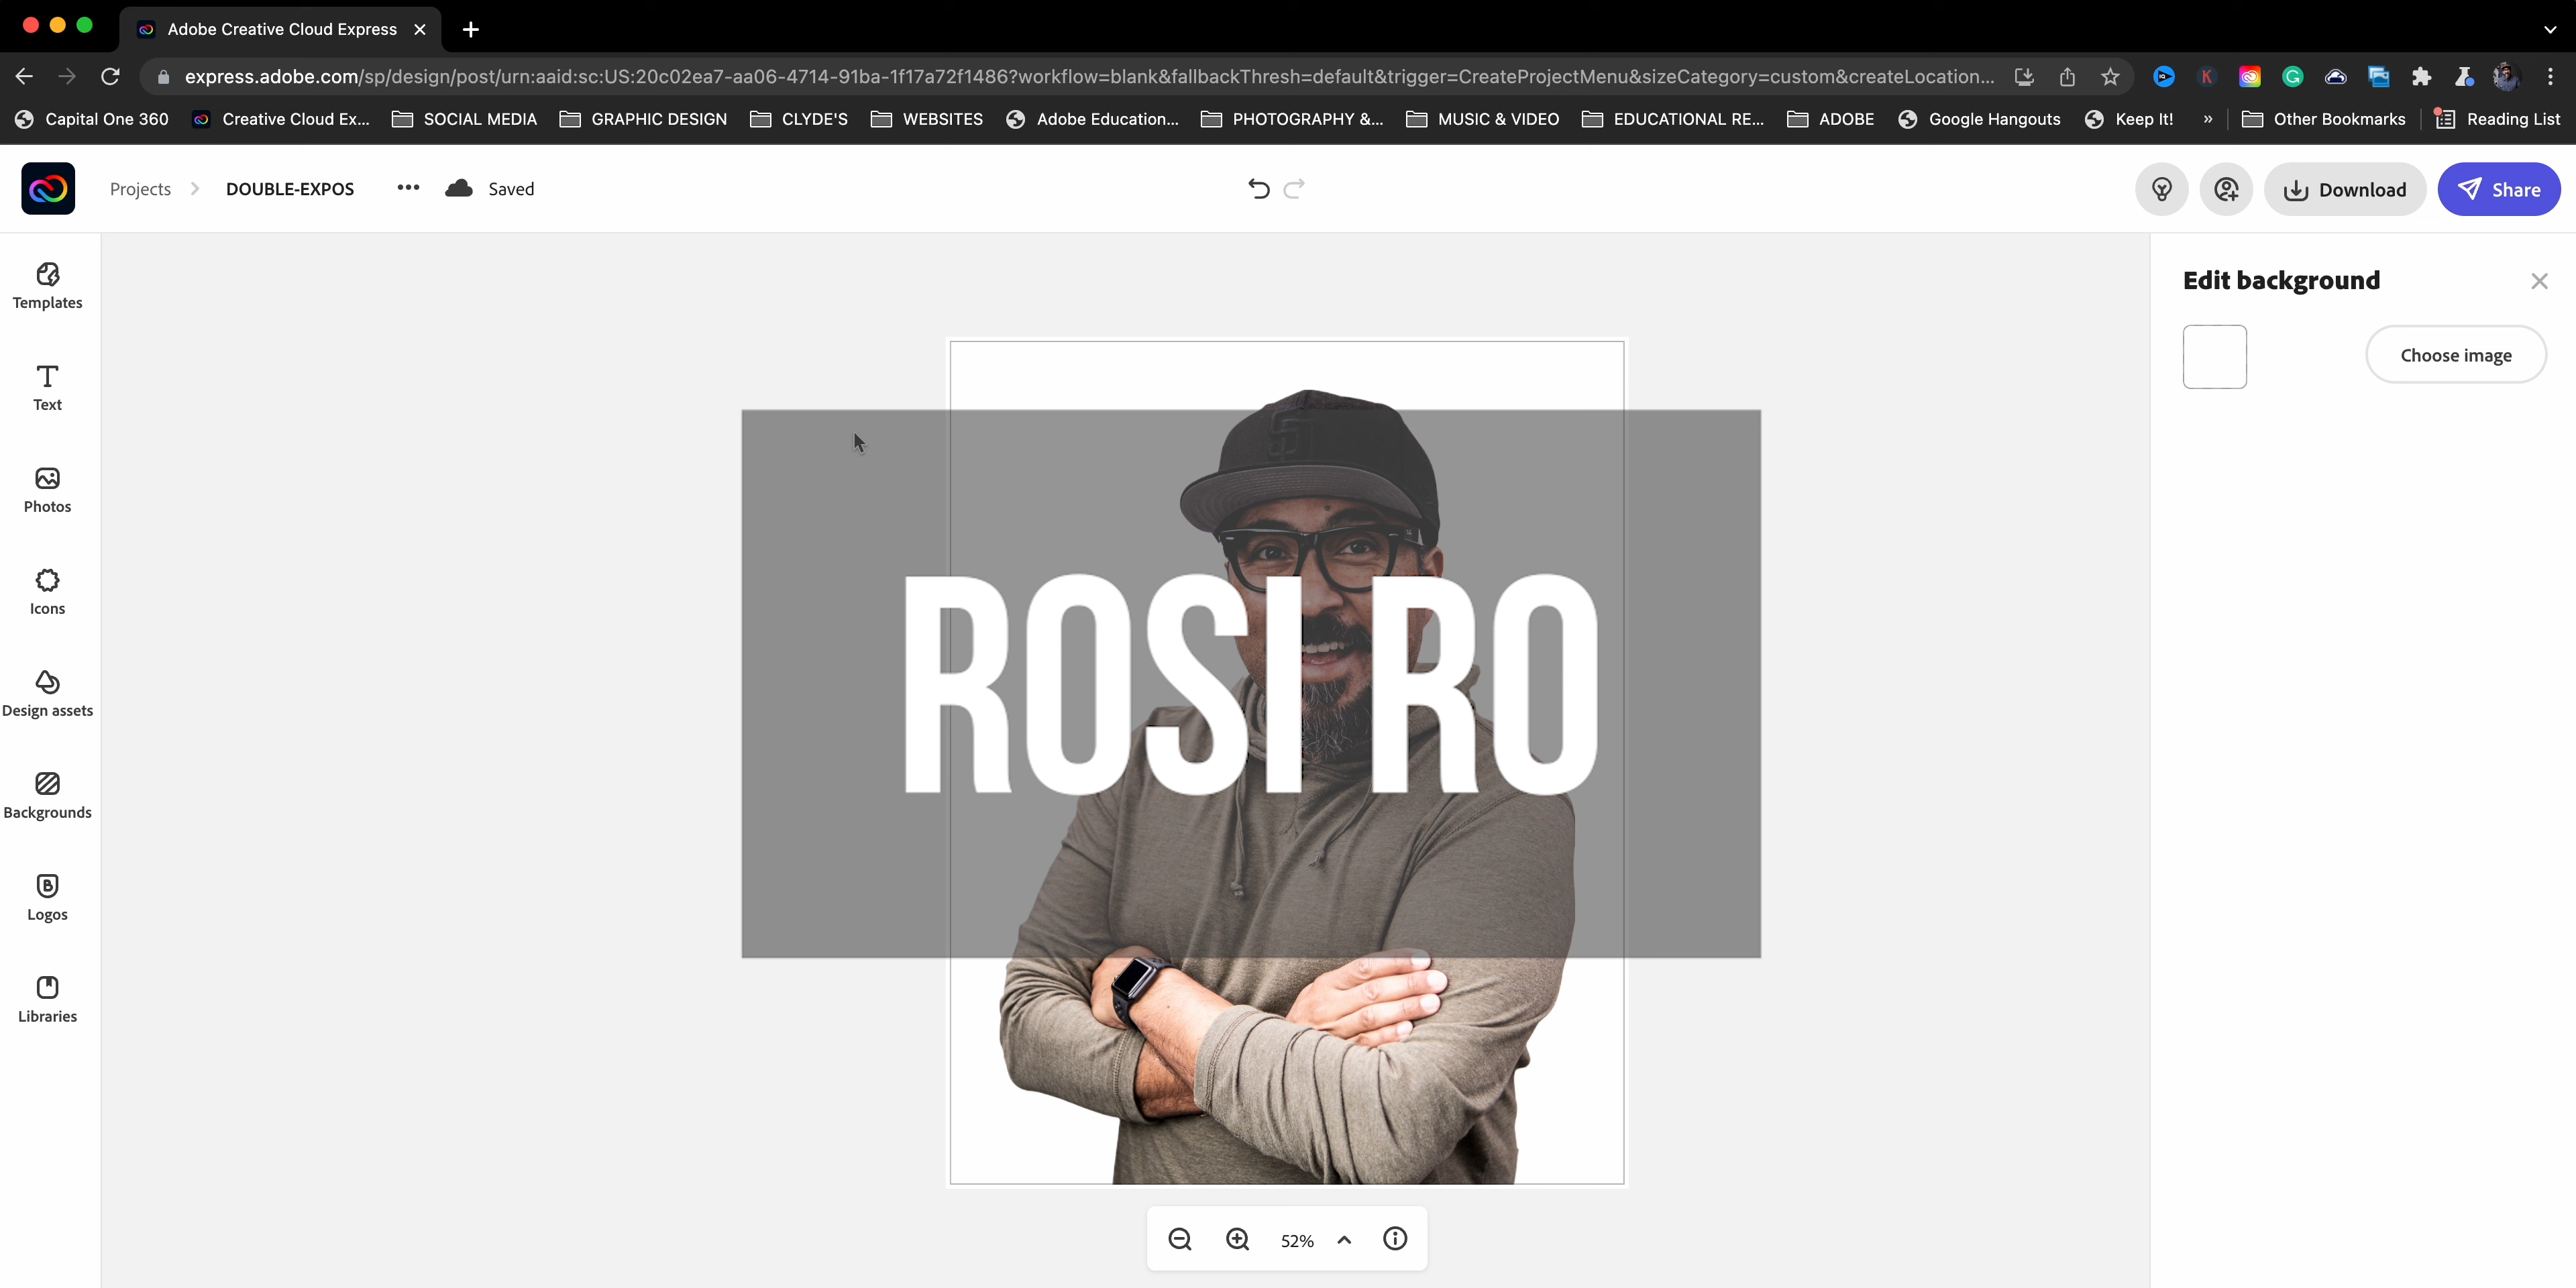 Adobe Creative Cloud Express
express.adobe.com/sp/design/post/urn:aaid:sc:US:20c02ea7-aa06-4714-91ba-1f17a72f1486?workflow=blank&fallbackThresh=default&trigger=CreateProjectMenu&sizeCategory=custom&createLocation...
Capital One 360 Creative Cloud Ex... SOCIAL MEDIA GRAPHIC DESIGN CLYDE'S WEBSITES Adobe Education... PHOTOGRAPHY &... MUSIC & VIDEO EDUCATIONAL RE... ADOBE Google Hangouts Keep It! » Other Bookmarks Reading List
Projects DOUBLE-EXPOS ... Saved Download Share
Templates
Text
Photos
Icons
Design assets
Backgrounds
Logos
Libraries
ROSI RO
52%
Edit background
Choose image